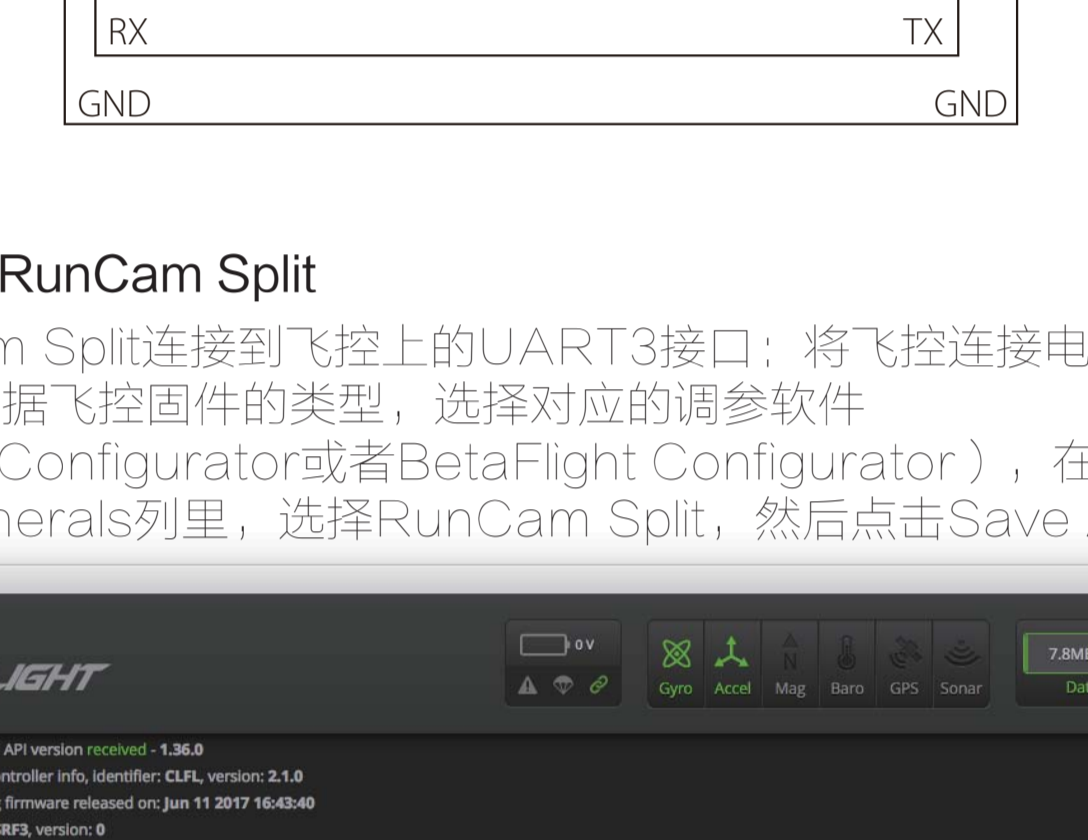 RX TX
GND GND
RunCam Split
m Split连接到飞控上的UART3接口；将飞控连接电
据飞控固件的类型，选择对应的调参软件
Configurator或者BetaFlight Configurator），在
nerals列里，选择RunCam Split，然后点击Save
0 V
LIGHT
Gyro Accel Mag Baro GPS Sonar
7.8MB
Dat
API version received - 1.36.0
ntroller info, identifier: CLFL, version: 2.1.0
firmware released on: Jun 11 2017 16:43:40
RF3, version: 0